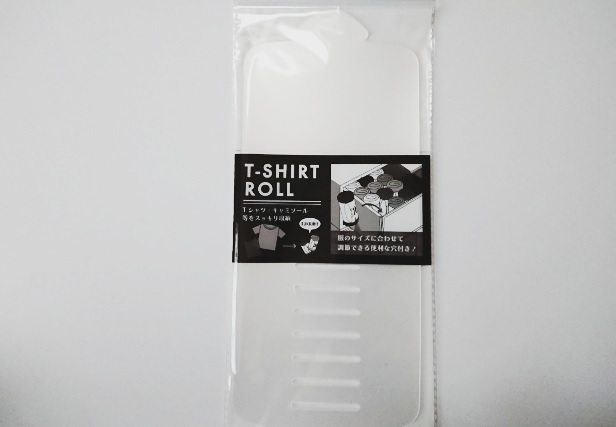 T-SHIRT
ROLL
Tシャツ・キャミソール
等をスッキリ収納
服のサイズに合わせて
調節できる便利な穴付き!